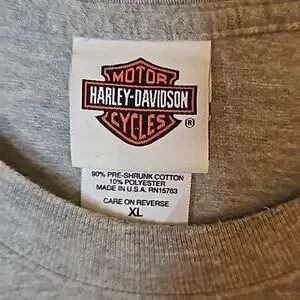 MOTOR
HARLEY-DAVIDSON
CYCLES
®
90% PRE-SHRUNK COTTON
10% POLYESTER
MADE IN U.S.A. RN15763
CARE ON REVERSE
XL